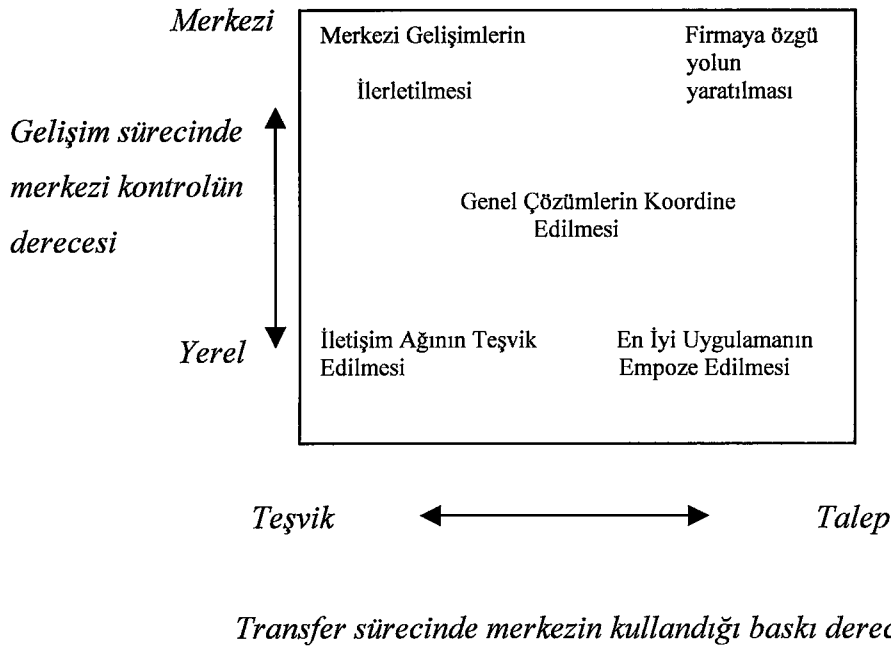 Merkezi
Merkezi Gelişimlerin
İlerletilmesi
Firmaya özgü
yolun
yaratılması
Gelişim sürecinde
merkezi kontrolün
derecesi
Genel Çözümlerin Koordine
Edilmesi
Yerel
İletişim Ağının Teşvik
Edilmesi
En İyi Uygulamanın
Empoze Edilmesi
Teşvik
Talep
Transfer sürecinde merkezin kullandığı baskı derec